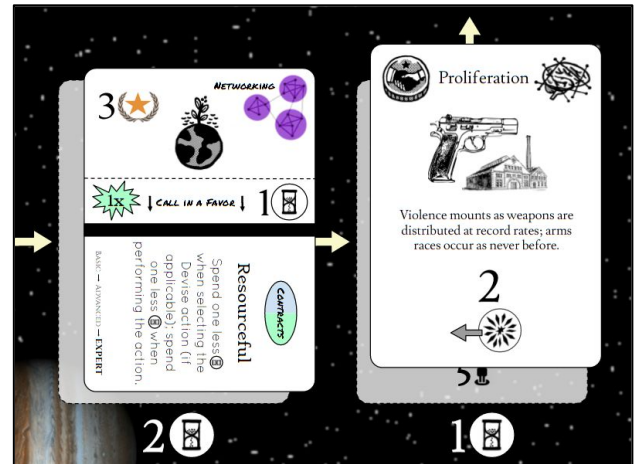 3
NETWORKING
1x
↓ CALL IN A FAVOR ↓
1
CONTRACTS
Resourceful
Spend one less
when selecting the
Devise action (if
applicable); spend
one less when
performing the action.
BASIC → ADVANCED → EXPERT
2
Proliferation
Violence mounts as weapons are
distributed at record rates; arms
races occur as never before.
2
5
1